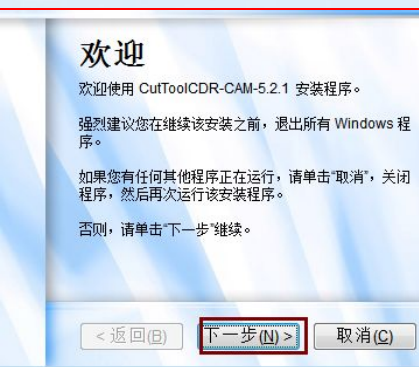 欢迎
欢迎使用 CutToolCDR-CAM-5.2.1 安装程序。
强烈建议您在继续该安装之前，退出所有 Windows 程
序。
如果您有任何其他程序正在运行，请单击“取消”，关闭
程序，然后再次运行该安装程序。
否则，请单击“下一步”继续。
< 返回(B) 下一步(N) > 取消(C)